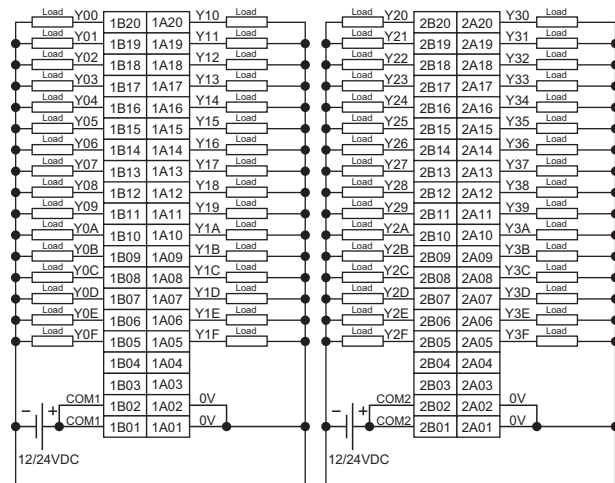 Load Y00 1B20 1A20 Y10 Load Load Y20 2B20 2A20 Y30 Load
Load Y01 1B19 1A19 Y11 Load Load Y21 2B19 2A19 Y31 Load
Load Y02 1B18 1A18 Y12 Load Load Y22 2B18 2A18 Y32 Load
Load Y03 1B17 1A17 Y13 Load Load Y23 2B17 2A17 Y33 Load
Load Y04 1B16 1A16 Y14 Load Load Y24 2B16 2A16 Y34 Load
Load Y05 1B15 1A15 Y15 Load Load Y25 2B15 2A15 Y35 Load
Load Y06 1B14 1A14 Y16 Load Load Y26 2B14 2A14 Y36 Load
Load Y07 1B13 1A13 Y17 Load Load Y27 2B13 2A13 Y37 Load
Load Y08 1B12 1A12 Y18 Load Load Y28 2B12 2A12 Y38 Load
Load Y09 1B11 1A11 Y19 Load Load Y29 2B11 2A11 Y39 Load
Load Y0A 1B10 1A10 Y1A Load Load Y2A 2B10 2A10 Y3A Load
Load Y0B 1B09 1A09 Y1B Load Load Y2B 2B09 2A09 Y3B Load
Load Y0C 1B08 1A08 Y1C Load Load Y2C 2B08 2A08 Y3C Load
Load Y0D 1B07 1A07 Y1D Load Load Y2D 2B07 2A07 Y3D Load
Load Y0E 1B06 1A06 Y1E Load Load Y2E 2B06 2A06 Y3E Load
Load Y0F 1B05 1A05 Y1F Load Load Y2F 2B05 2A05 Y3F Load
1B04 1A04 2B04 2A04
1B03 1A03 2B03 2A03
COM1 1B02 1A02 0V COM2 2B02 2A02 0V
− + COM1 1B01 1A01 0V − + COM2 2B01 2A01 0V
12/24VDC 12/24VDC